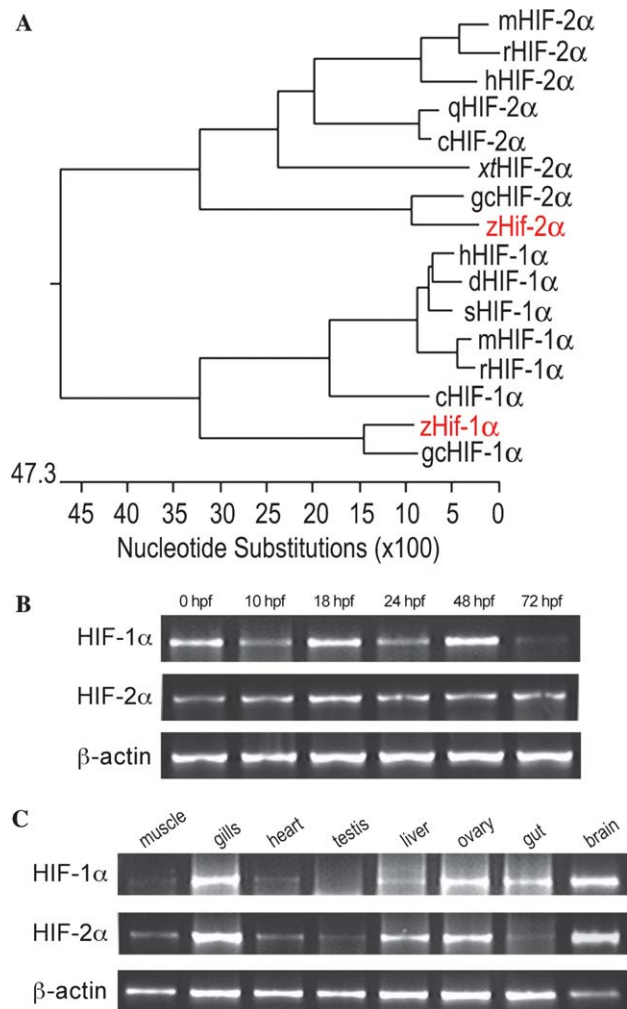 A
mHIF-2α
rHIF-2α
hHIF-2α
qHIF-2α
cHIF-2α
xtHIF-2α
gcHIF-2α
zHif-2α
hHIF-1α
dHIF-1α
sHIF-1α
mHIF-1α
rHIF-1α
cHIF-1α
zHif-1α
gcHIF-1α
47.3
45 40 35 30 25 20 15 10 5 0
Nucleotide Substitutions (x100)
B
0 hpf 10 hpf 18 hpf 24 hpf 48 hpf 72 hpf
HIF-1α
HIF-2α
β-actin
C
muscle gills heart testis liver ovary gut brain
HIF-1α
HIF-2α
β-actin